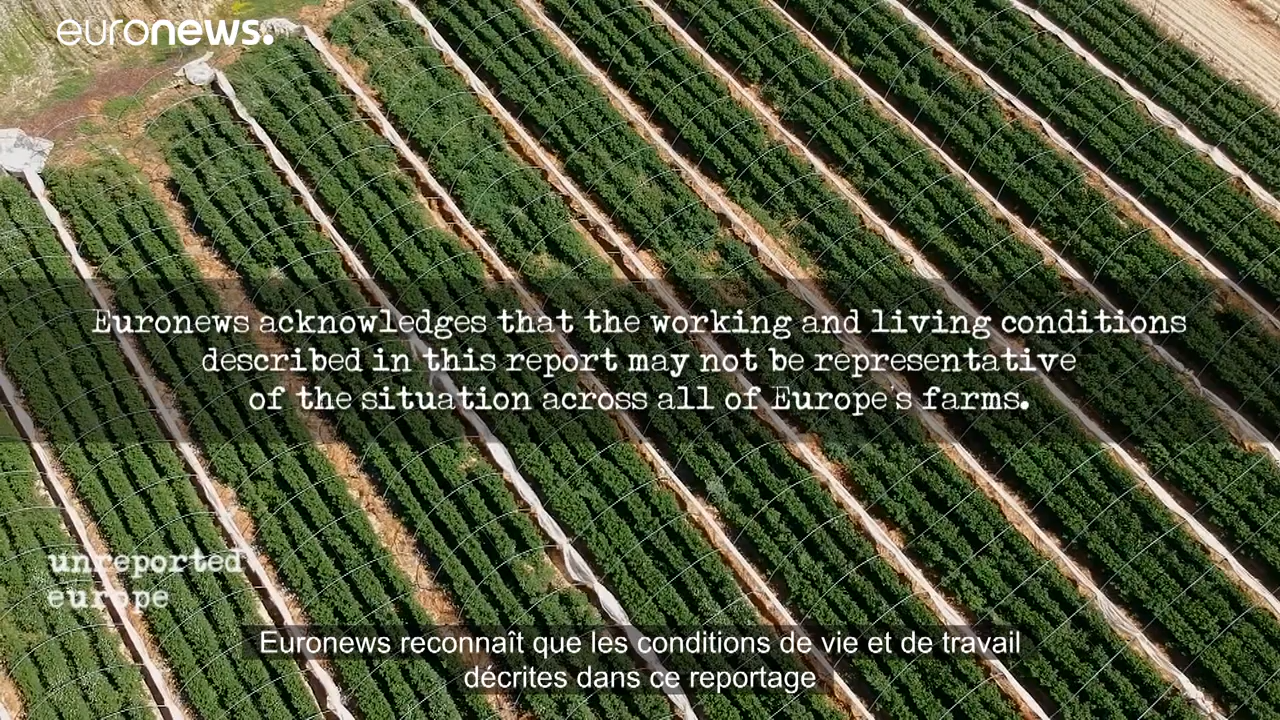 euronews.
Euronews acknowledges that the working and living conditions
described in this report may not be representative
of the situation across all of Europe's farms.
unreported
europe
Euronews reconnaît que les conditions de vie et de travail
décrites dans ce reportage